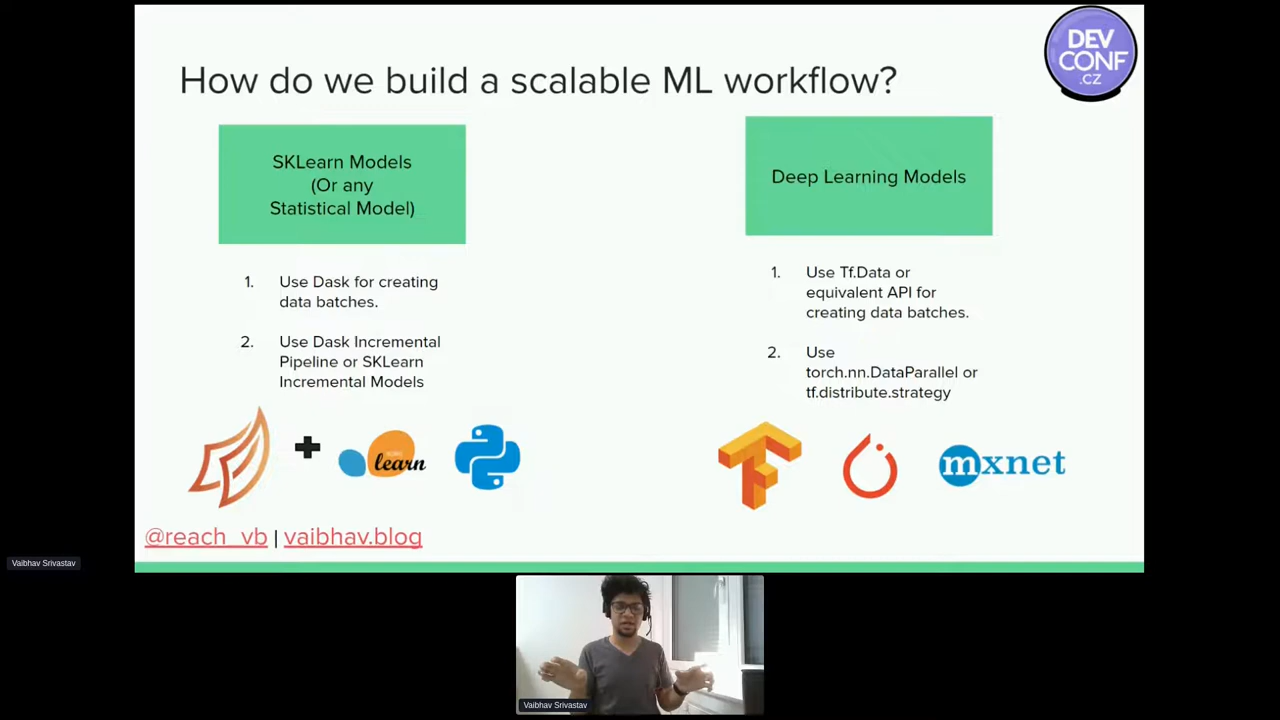 DEV
CONF
.CZ
How do we build a scalable ML workflow?
SKLearn Models
(Or any
Statistical Model)
1. Use Dask for creating
data batches.
2. Use Dask Incremental
Pipeline or SKLearn
Incremental Models
learn
Deep Learning Models
1. Use Tf.Data or
equivalent API for
creating data batches.
2. Use
torch.nn.DataParallel or
tf.distribute.strategy
mxnet
@reach_vb | vaibhav.blog
Vaibhav Srivastav
Vaibhav Srivastav